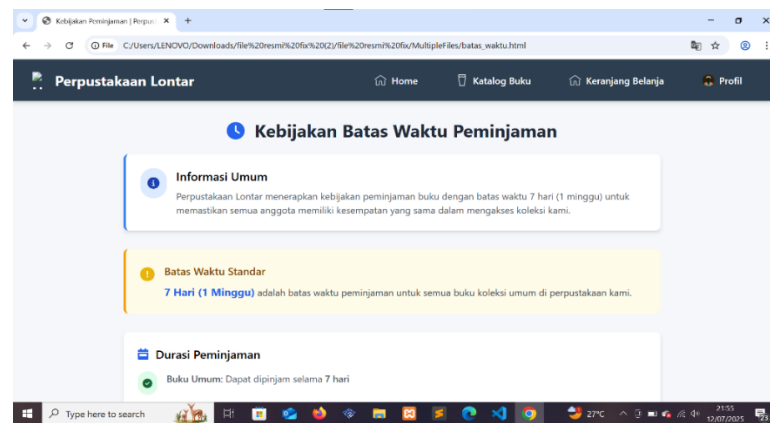 Kebijakan Peminjaman | Perpus
File C:/Users/LENOVO/Downloads/file%20resmi%20fix%20(2)/file%20resmi%20fix/MultipleFiles/batas_waktu.html
Perpustakaan Lontar Home Katalog Buku Keranjang Belanja Profil
Kebijakan Batas Waktu Peminjaman
Informasi Umum
Perpustakaan Lontar menerapkan kebijakan peminjaman buku dengan batas waktu 7 hari (1 minggu) untuk
memastikan semua anggota memiliki kesempatan yang sama dalam mengakses koleksi kami.
Batas Waktu Standar
7 Hari (1 Minggu) adalah batas waktu peminjaman untuk semua buku koleksi umum di perpustakaan kami.
Durasi Peminjaman
Buku Umum: Dapat dipinjam selama 7 hari
Type here to search 27°C 21:55
12/07/2025 23